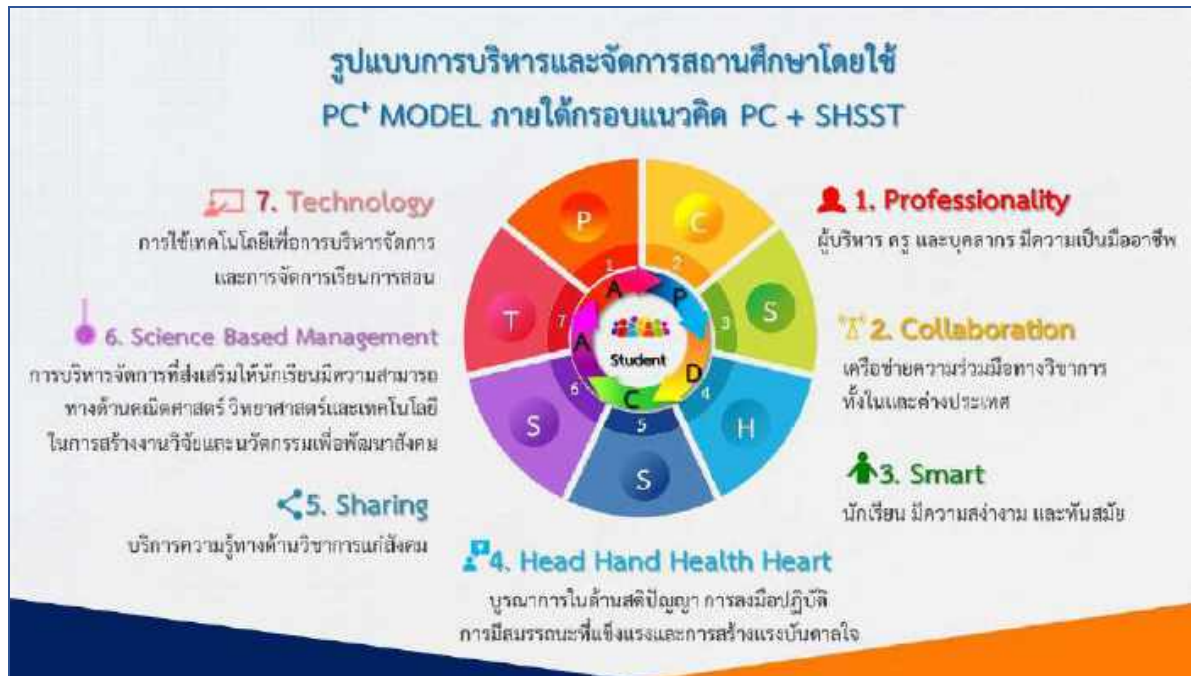 รูปแบบการบริหารและจัดการสถานศึกษาโดยใช้
PC+ MODEL ภายใต้กรอบแนวคิด PC + SHSST
1. Professionality
ผู้บริหาร ครู และบุคลากร มีความเป็นมืออาชีพ
2. Collaboration
เครือข่ายความร่วมมือทางวิชาการ
ทั้งในและต่างประเทศ
3. Smart
นักเรียน มีความสง่างาม และทันสมัย
4. Head Hand Health Heart
บูรณาการในด้านสติปัญญา การลงมือปฏิบัติ
การมีสมรรถนะที่แข็งแรงและการสร้างแรงบันดาลใจ
5. Sharing
บริการความรู้ทางด้านวิชาการแก่สังคม
6. Science Based Management
การบริหารจัดการที่ส่งเสริมให้นักเรียนมีความสามารถ
ทางด้านคณิตศาสตร์ วิทยาศาสตร์และเทคโนโลยี
ในการสร้างงานวิจัยและนวัตกรรมเพื่อพัฒนาสังคม
7. Technology
การใช้เทคโนโลยีเพื่อการบริหารจัดการ
และการจัดการเรียนการสอน
P
1
C
2
S
3
H
4
S
5
S
6
T
7
A
P
D
C
A
Student